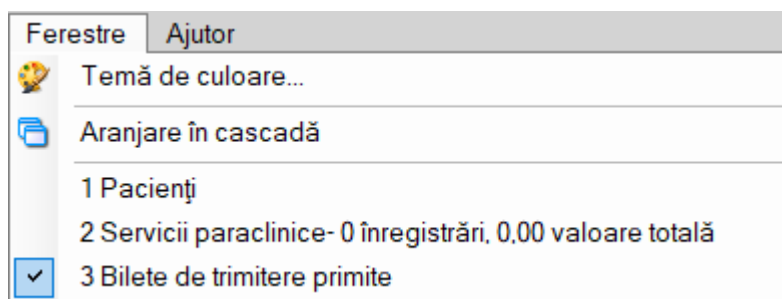 Ferestre Ajutor
Temă de culoare...
Aranjare în cascadă
1 Pacienţi
2 Servicii paraclinice- 0 înregistrări, 0,00 valoare totală
3 Bilete de trimitere primite